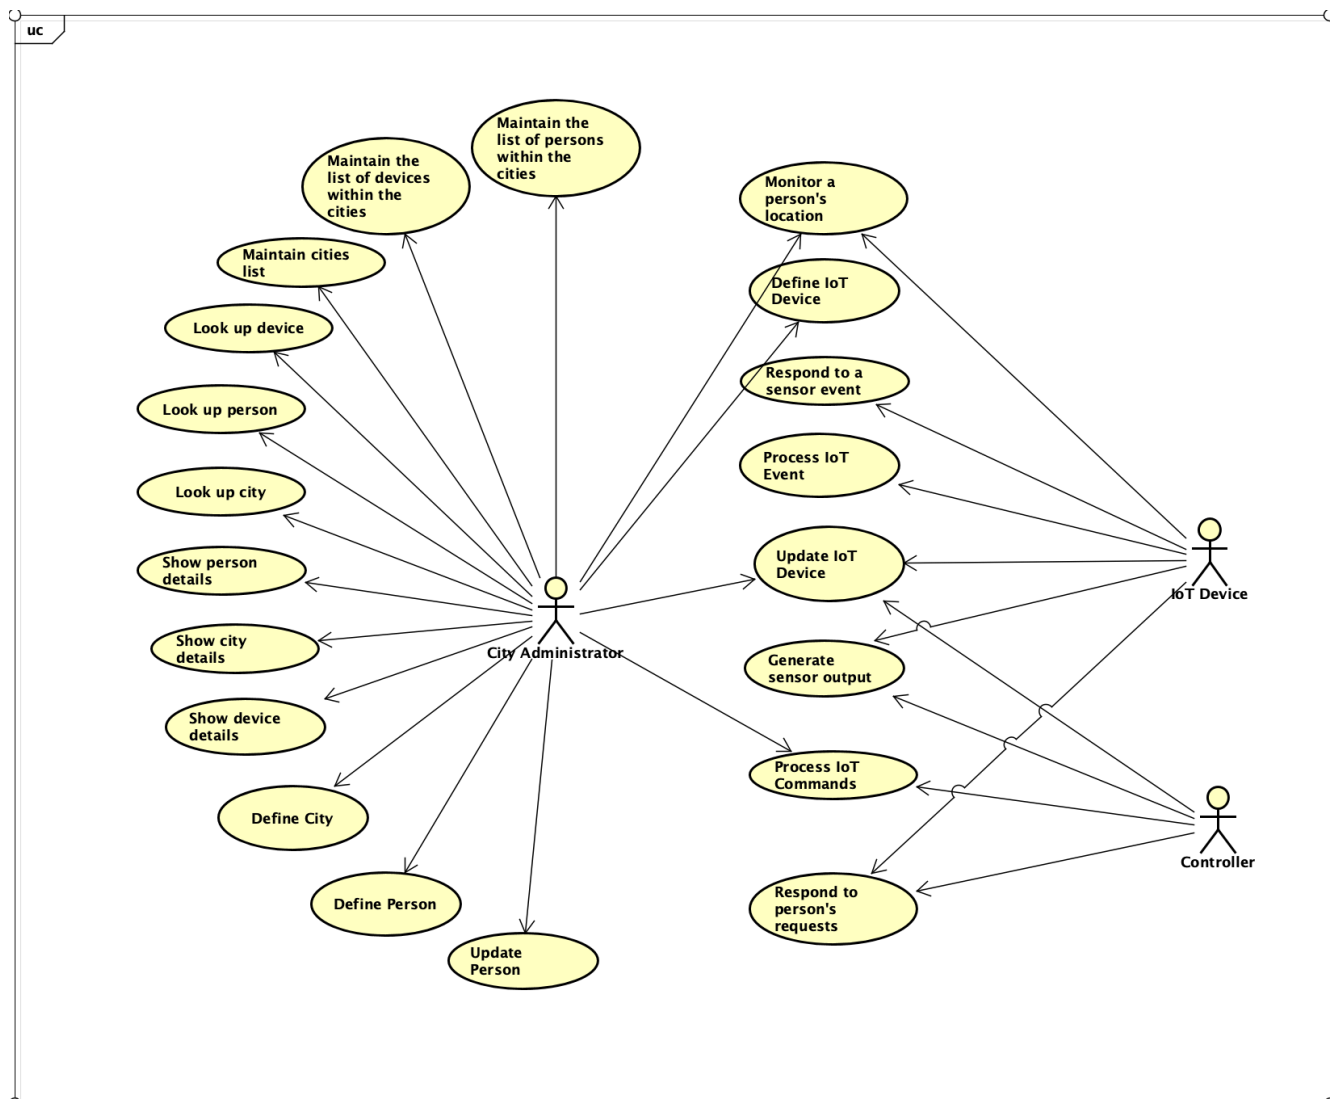 uc
Maintain the
list of persons
within the
cities
Maintain the
list of devices
within the
cities
Maintain cities
list
Look up device
Look up person
Look up city
Show person
details
Show city
details
Show device
details
Define City
Define Person
Update
Person
City Administrator
Monitor a
person's
location
Define IoT
Device
Respond to a
sensor event
Process IoT
Event
Update IoT
Device
Generate
sensor output
Process IoT
Commands
Respond to
person's
requests
IoT Device
Controller